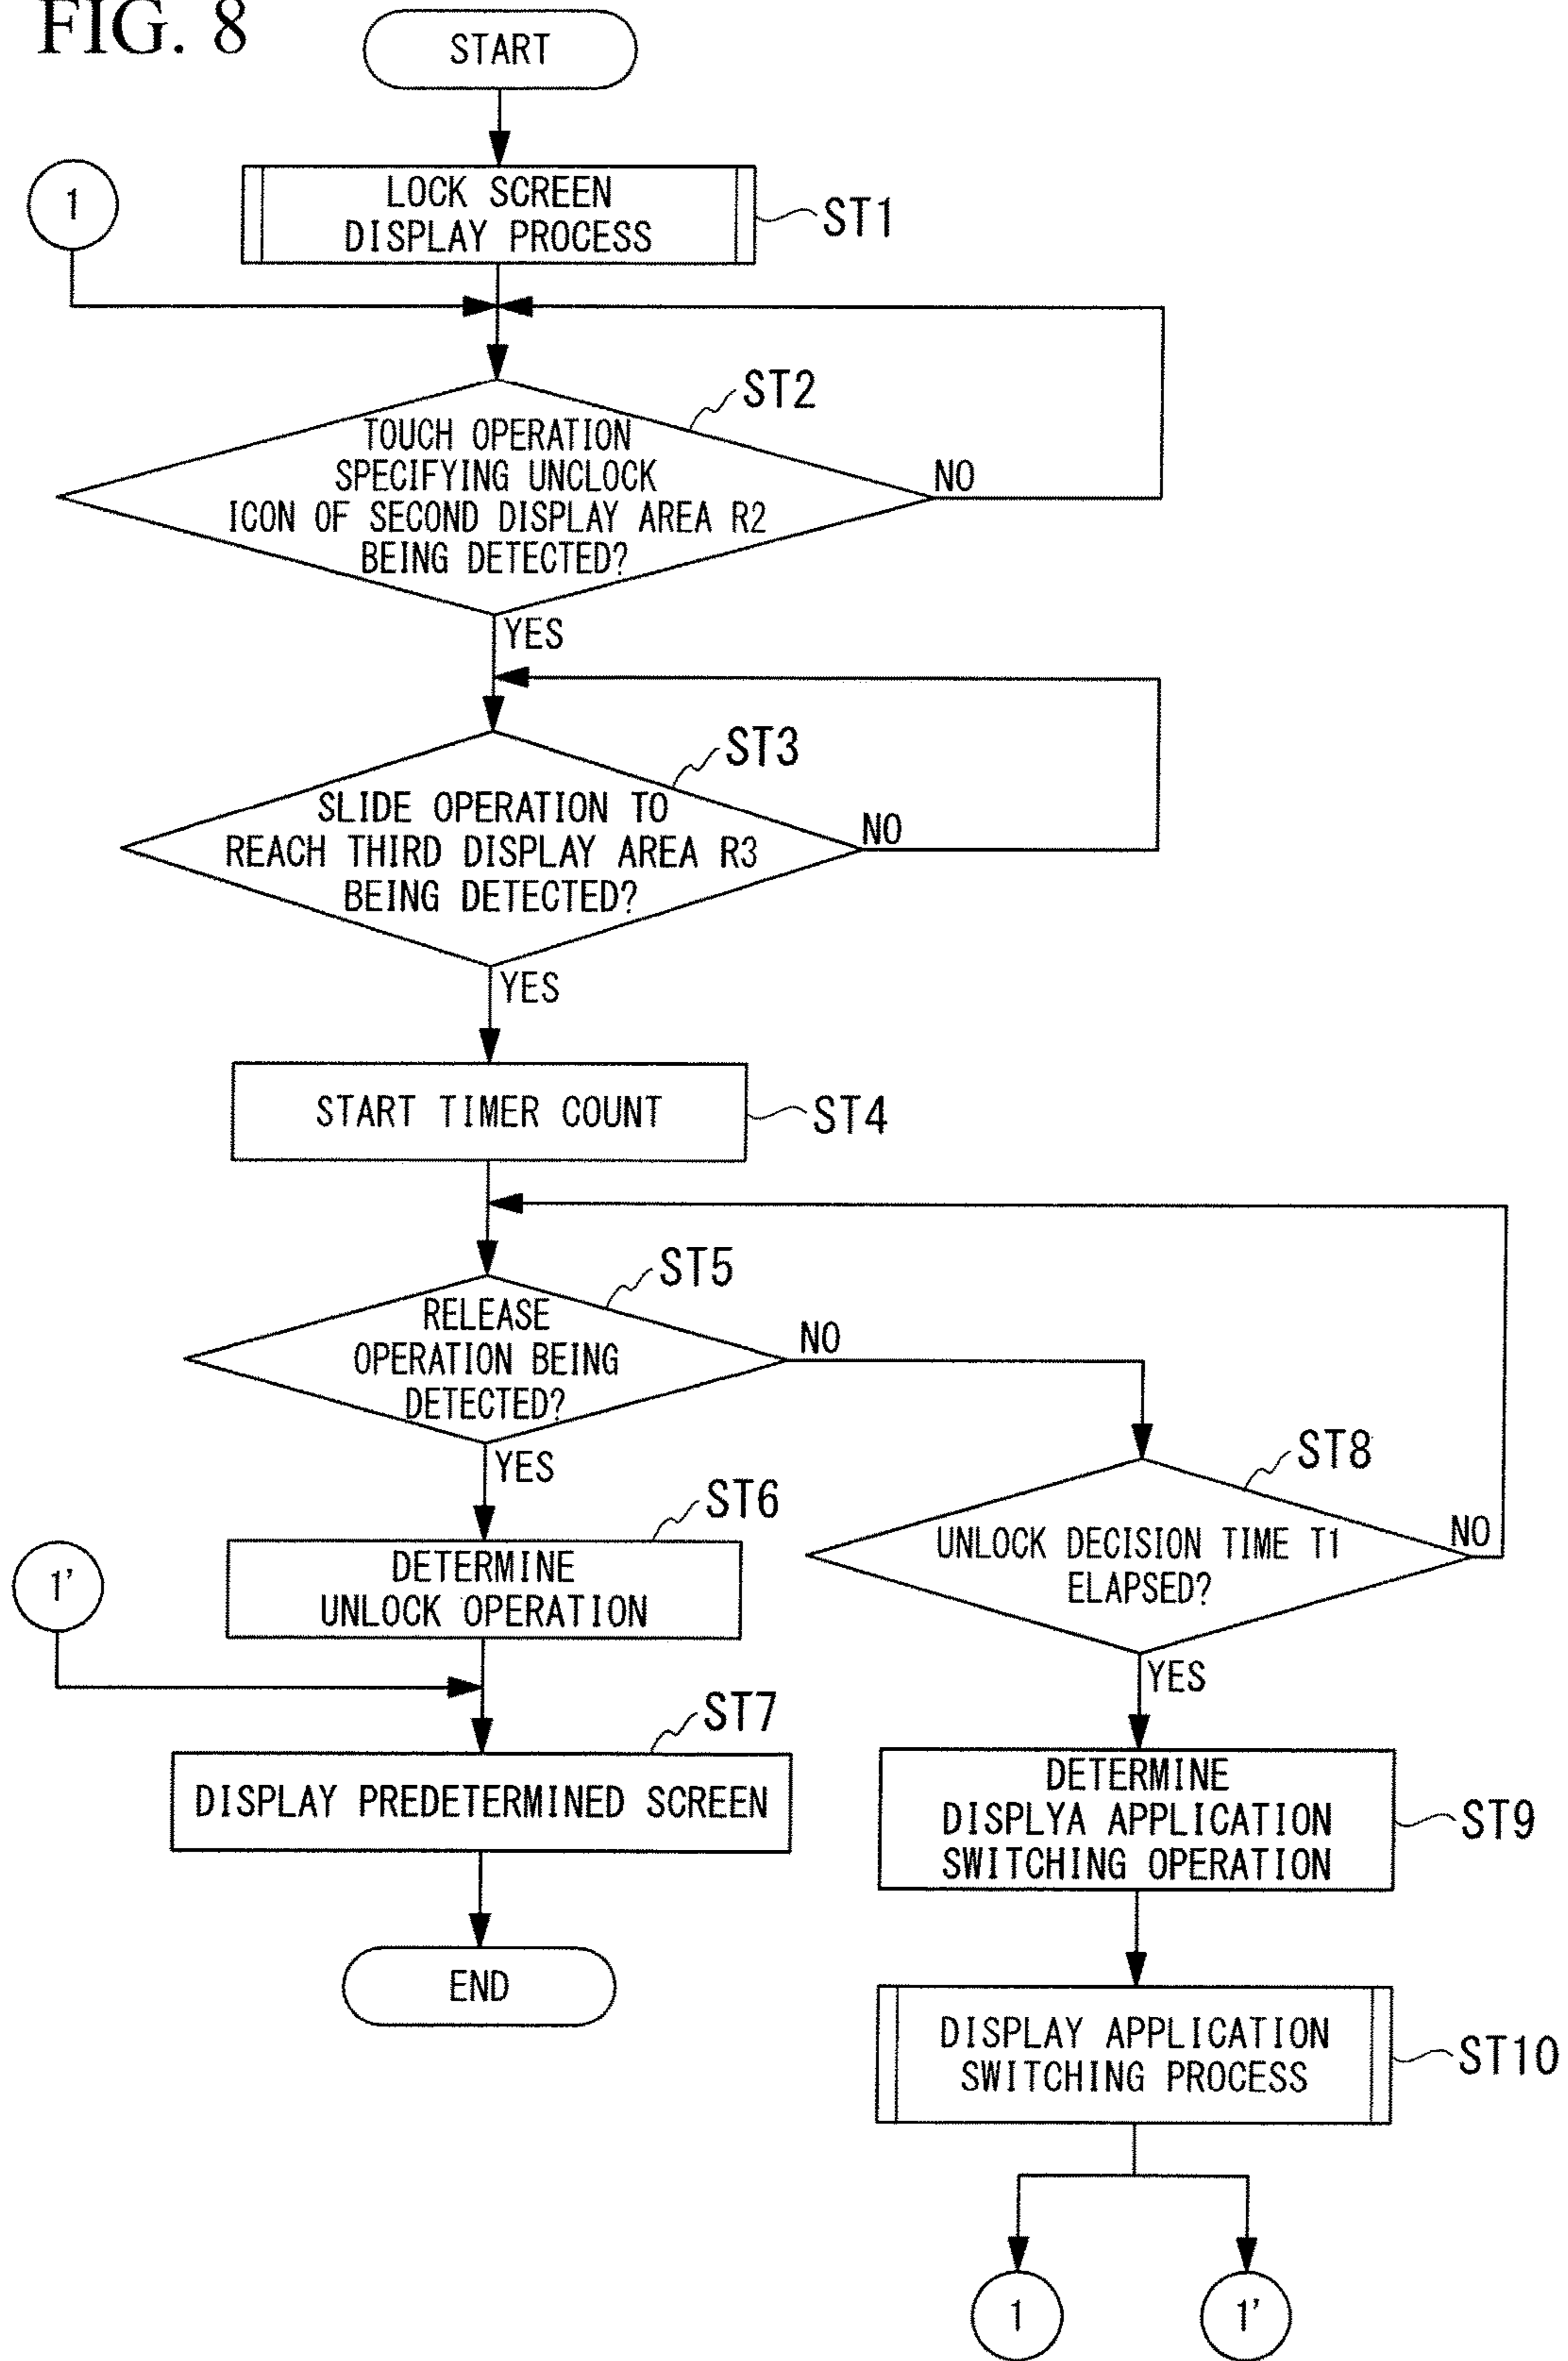 FIG. 8
START
1
LOCK SCREEN
DISPLAY PROCESS
ST1
ST2
TOUCH OPERATION
SPECIFYING UNCLOCK
ICON OF SECOND DISPLAY AREA R2
BEING DETECTED?
NO
YES
ST3
SLIDE OPERATION TO
REACH THIRD DISPLAY AREA R3
BEING DETECTED?
NO
YES
START TIMER COUNT
ST4
ST5
RELEASE
OPERATION BEING
DETECTED?
NO
YES
ST8
UNLOCK DECISION TIME T1
ELAPSED?
NO
YES
ST6
DETERMINE
UNLOCK OPERATION
1'
ST7
DISPLAY PREDETERMINED SCREEN
END
DETERMINE
DISPLYA APPLICATION
SWITCHING OPERATION
ST9
DISPLAY APPLICATION
SWITCHING PROCESS
ST10
1
1'